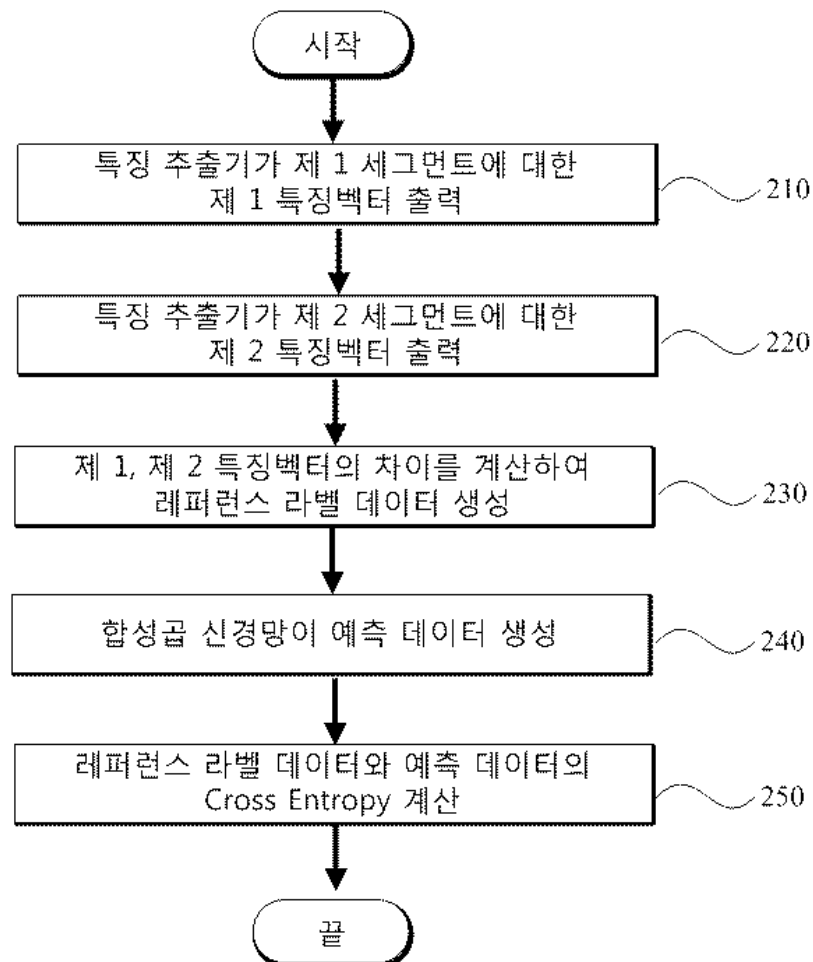 시작
특징 추출기가 제 1 세그먼트에 대한
제 1 특징벡터 출력
210
특징 추출기가 제 2 세그먼트에 대한
제 2 특징벡터 출력
220
제 1, 제 2 특징벡터의 차이를 계산하여
레퍼런스 라벨 데이터 생성
230
합성곱 신경망이 예측 데이터 생성
240
레퍼런스 라벨 데이터와 예측 데이터의
Cross Entropy 계산
250
끝